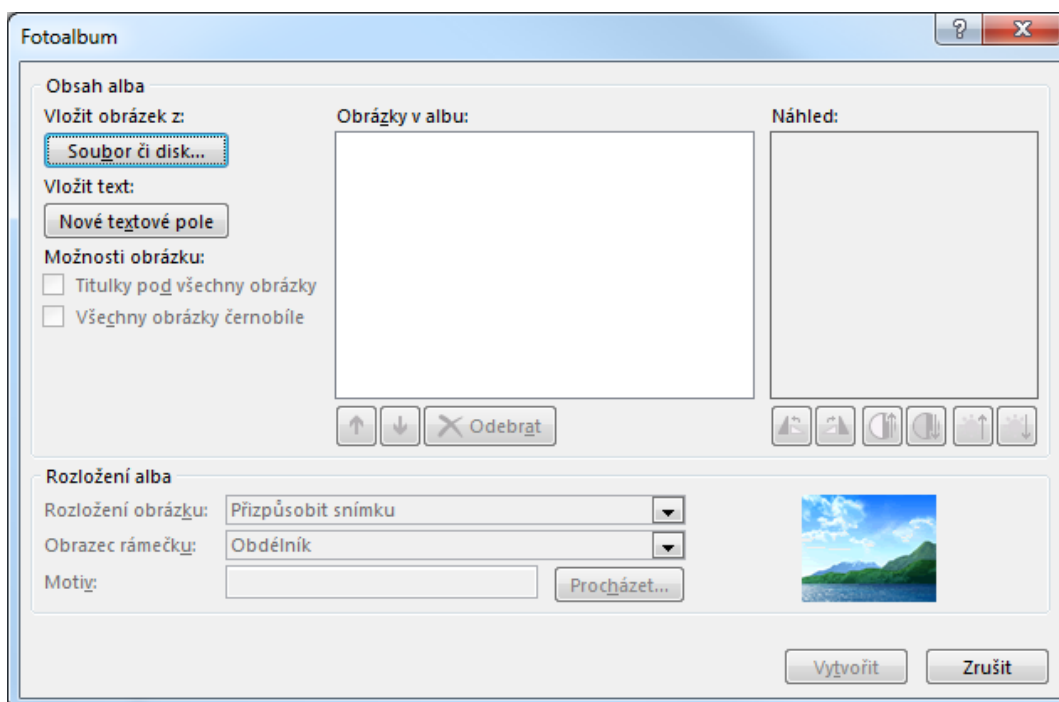 Fotoalbum
Obsah alba
Vložit obrázek z:
Soubor či disk...
Vložit text:
Nové textové pole
Možnosti obrázku:
Titulky pod všechny obrázky
Všechny obrázky černobíle
Obrázky v albu:
Odebrat
Náhled:
Rozložení alba
Rozložení obrázku: Přizpůsobit snímku
Obrazec rámečku: Obdélník
Motiv: Procházet...
Vytvořit Zrušit